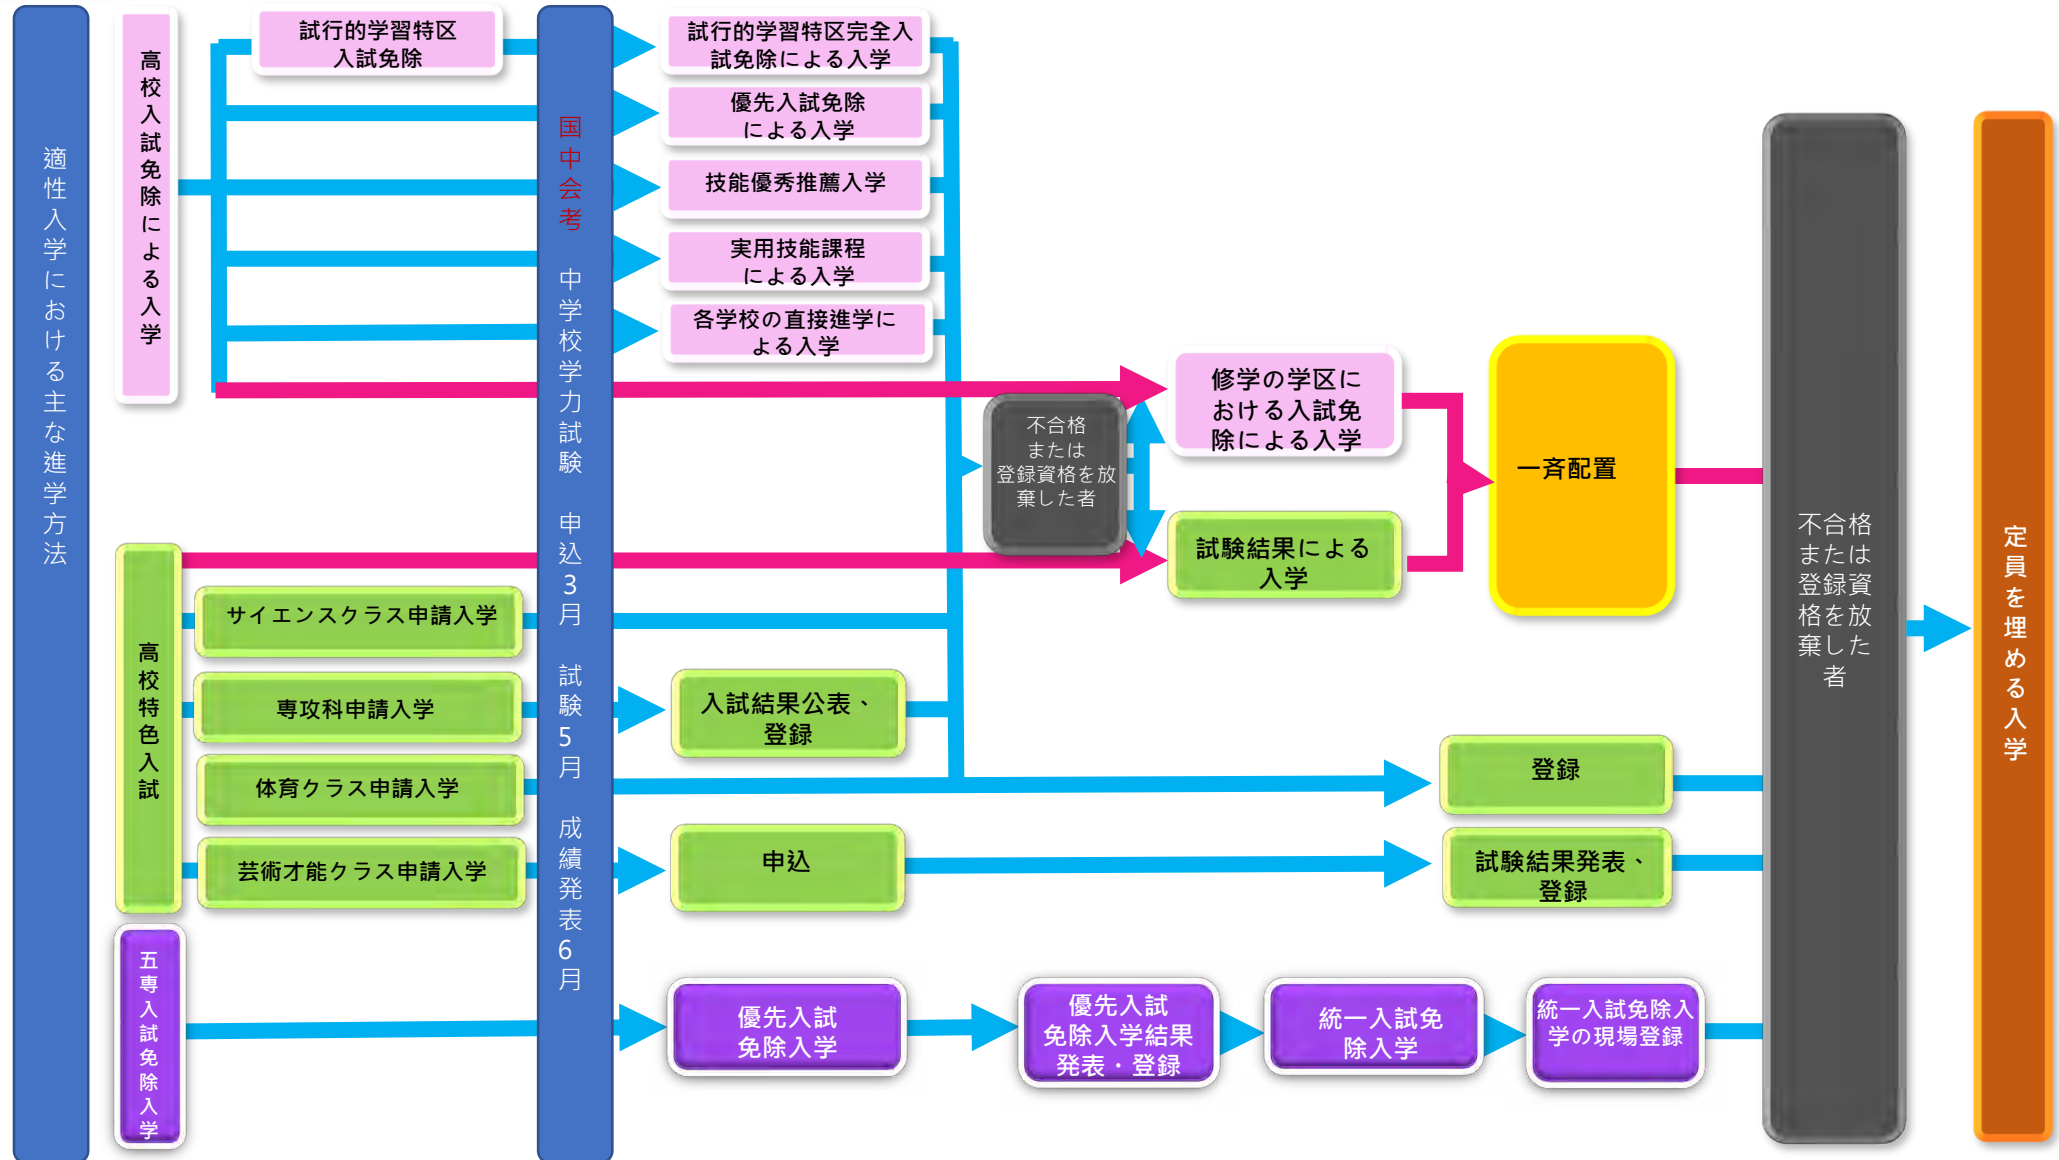 適性入学における主な進学方法
高校入試免除による入学
試行的学習特区
入試免除
国中会考 中学校学力試験 申込3月 試験5月 成績発表6月
試行的学習特区完全入
試免除による入学
優先入試免除
による入学
技能優秀推薦入学
実用技能課程
による入学
各学校の直接進学に
よる入学
不合格
または
登録資格を放
棄した者
修学の学区に
おける入試免
除による入学
試験結果による
入学
一斉配置
高校特色入試
サイエンスクラス申請入学
専攻科申請入学
体育クラス申請入学
芸術才能クラス申請入学
入試結果公表、
登録
申込
登録
試験結果発表、
登録
五専入試免除入学
優先入試
免除入学
優先入試
免除入学結果
発表・登録
統一入試免
除入学
統一入試免除入
学の現場登録
不合格
または
登録資
格を放
棄した
者
定員を埋める入学